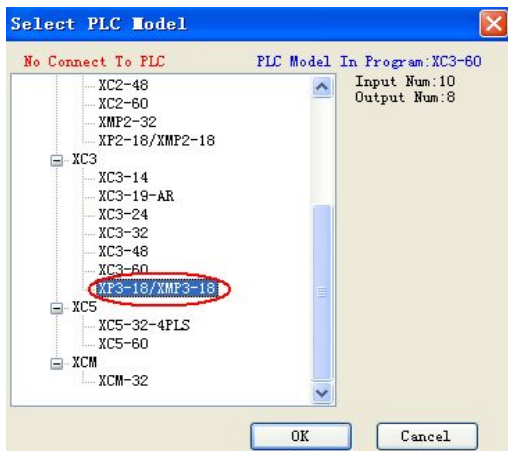 Select PLC Model
No Connect To PLC
PLC Model In Program:XC3-60
XC2-48
XC2-60
XMP2-32
XP2-18/XMP2-18
XC3
XC3-14
XC3-19-AR
XC3-24
XC3-32
XC3-48
XC3-60
XP3-18/XMP3-18
XC5
XC5-32-4PLS
XC5-60
XCM
XCM-32
Input Num:10
Output Num:8
OK
Cancel